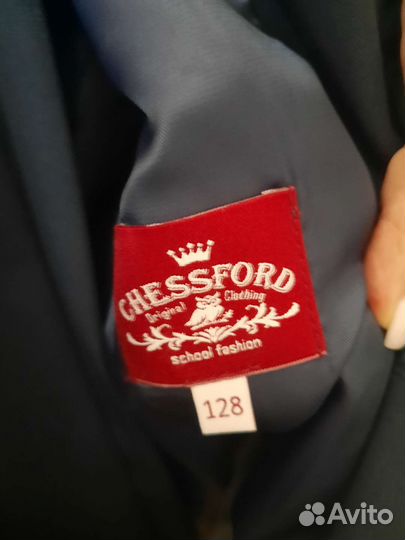 CHESSFORD
Original Clothing
school fashion
128
Avito